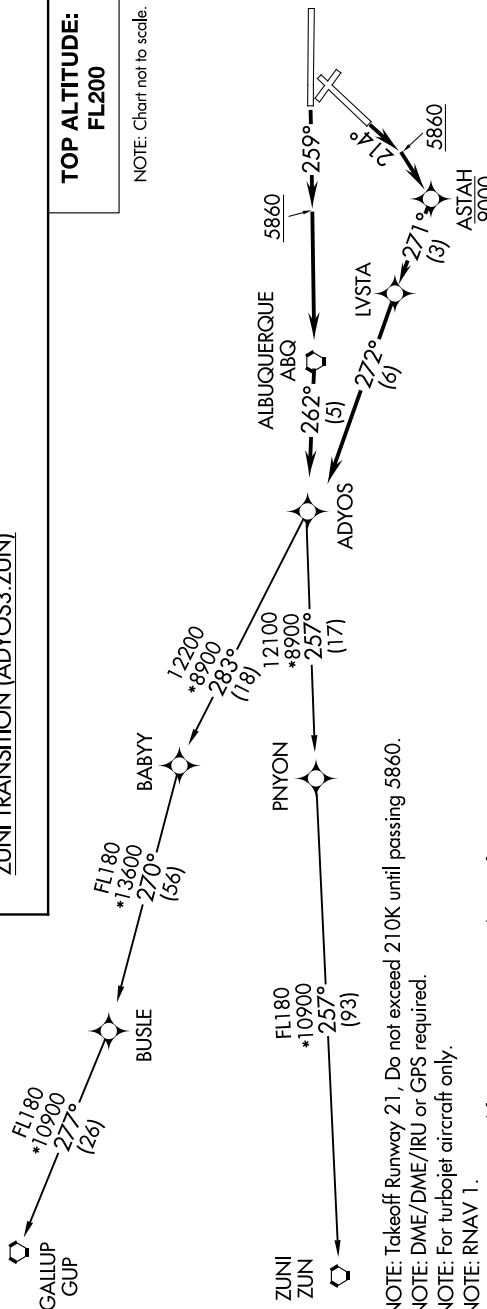 ZUNI TRANSITION (ADYOS3.ZUN)
TOP ALTITUDE:
FL200
NOTE: Chart not to scale.
259°
5860
214°
5860
ASTAH
9000
271°
(3)
LVSTA
272°
(6)
ALBUQUERQUE
ABQ
262°
(5)
ADYOS
12200
*8900
283°
(18)
12100
*8900
257°
(17)
BABYY
PNYON
FL180
*13600
270°
(56)
BUSLE
FL180
*10900
257°
(93)
FL180
*10900
277°
(26)
GALLUP
GUP
ZUNI
ZUN
NOTE: Takeoff Runway 21, Do not exceed 210K until passing 5860.
NOTE: DME/DME/IRU or GPS required.
NOTE: For turbojet aircraft only.
NOTE: RNAV 1.